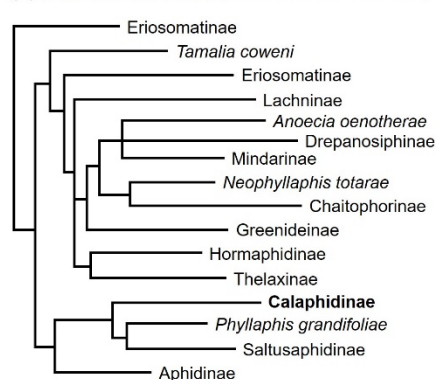 Eriosomatinae
Tamalia coweni
Eriosomatinae
Lachninae
Anoecia oenotherae
Drepanosiphinae
Mindarinae
Neophyllaphis totarae
Chaitophorinae
Greenideinae
Hormaphidinae
Thelaxinae
Calaphidinae
Phyllaphis grandifoliae
Saltusaphidinae
Aphidinae